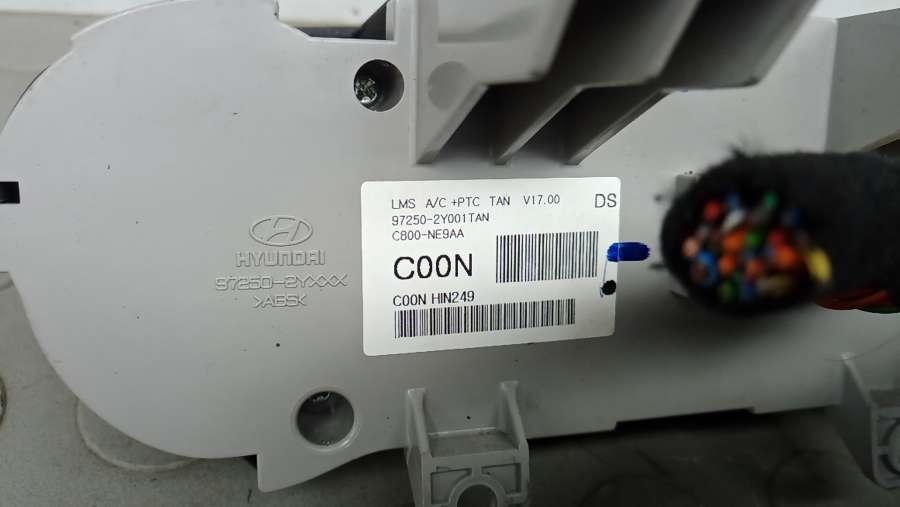 LMS A/C +PTC TAN V17.00 DS
97250-2Y001TAN
C800-NE9AA
C00N
C00N HIN249
HYUNDAI
97250-2YXXX
>ABSK